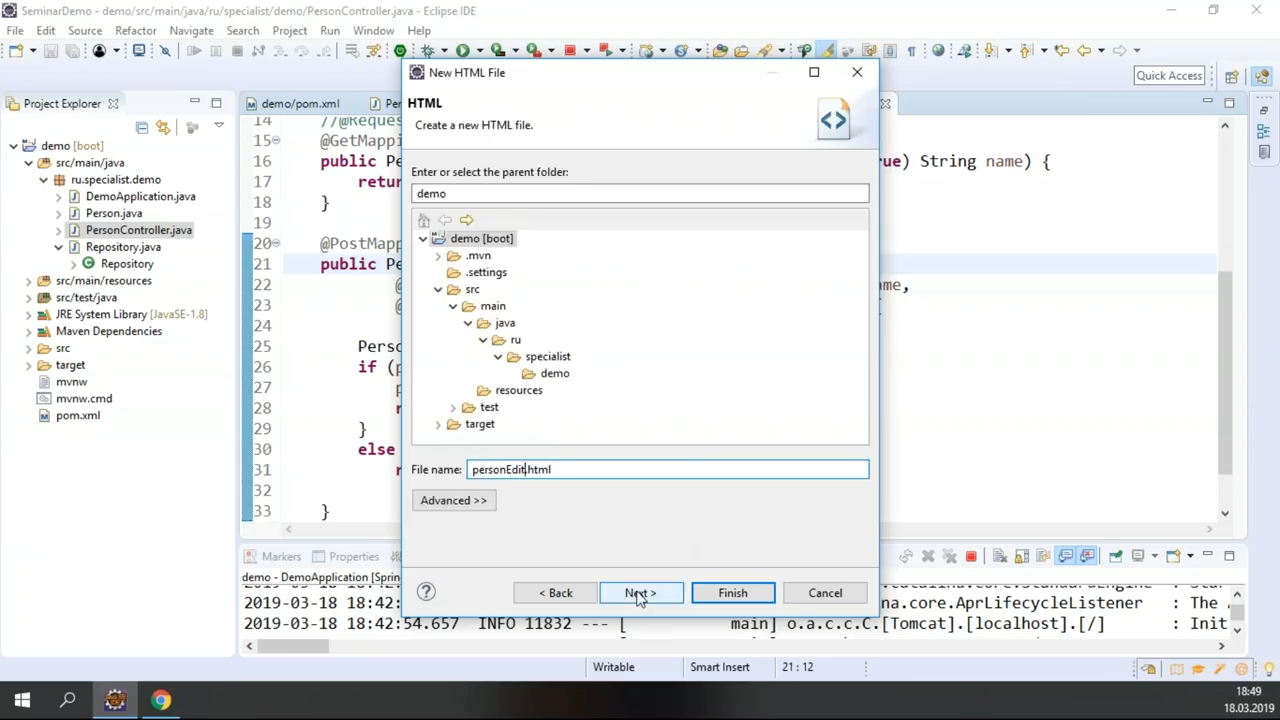 SeminarDemo - demo/src/main/java/ru/specialist/demo/PersonController.java - Eclipse IDE
File Edit Source Refactor Navigate Search Project Run Window Help
Quick Access
Project Explorer
demo [boot]
src/main/java
ru.specialist.demo
DemoApplication.java
Person.java
PersonController.java
Repository.java
Repository
src/main/resources
src/test/java
JRE System Library [JavaSE-1.8]
Maven Dependencies
src
target
mvnw
mvnw.cmd
pom.xml
demo/pom.xml
14 //@Reques
15 @GetMappi
16 public Pe ue) String name) {
17 retur
18 }
19
20 @PostMapp
21 public Pe
22 me,
23
24
25 Perso
26 if (p
27 p
28 r
29 }
30 else
31 r
32
33 }
New HTML File
HTML
Create a new HTML file.
Enter or select the parent folder:
demo
demo [boot]
.mvn
.settings
src
main
java
ru
specialist
demo
resources
test
target
File name: personEdit.html
Advanced >>
< Back Next > Finish Cancel
Markers Properties
demo - DemoApplication [Sprin
2019-03-18 18:42 na.core.AprLifecycleListener : The A
2019-03-18 18:42:54.657 INFO 11832 --- [ main] o.a.c.c.C.[Tomcat].[localhost].[/] : Init
Writable Smart Insert 21 : 12
18:49
18.03.2019